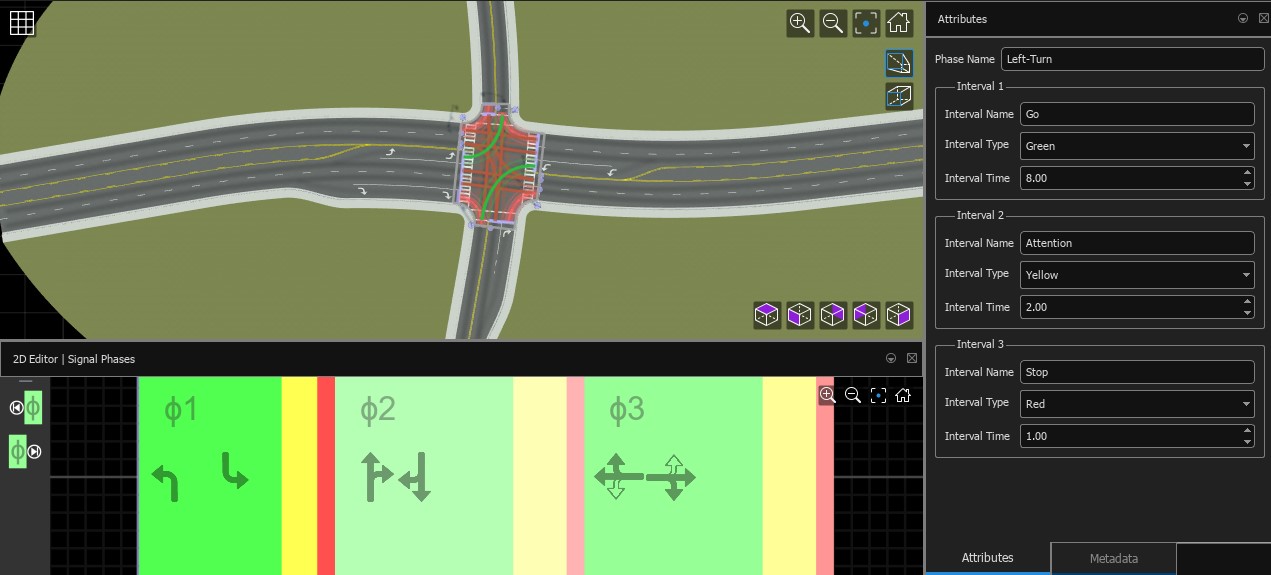 Attributes
Phase Name Left-Turn
Interval 1
Interval Name Go
Interval Type Green
Interval Time 8.00
Interval 2
Interval Name Attention
Interval Type Yellow
Interval Time 2.00
Interval 3
Interval Name Stop
Interval Type Red
Interval Time 1.00
Attributes Metadata
2D Editor | Signal Phases
ϕ
ϕ
ϕ1 ϕ2 ϕ3